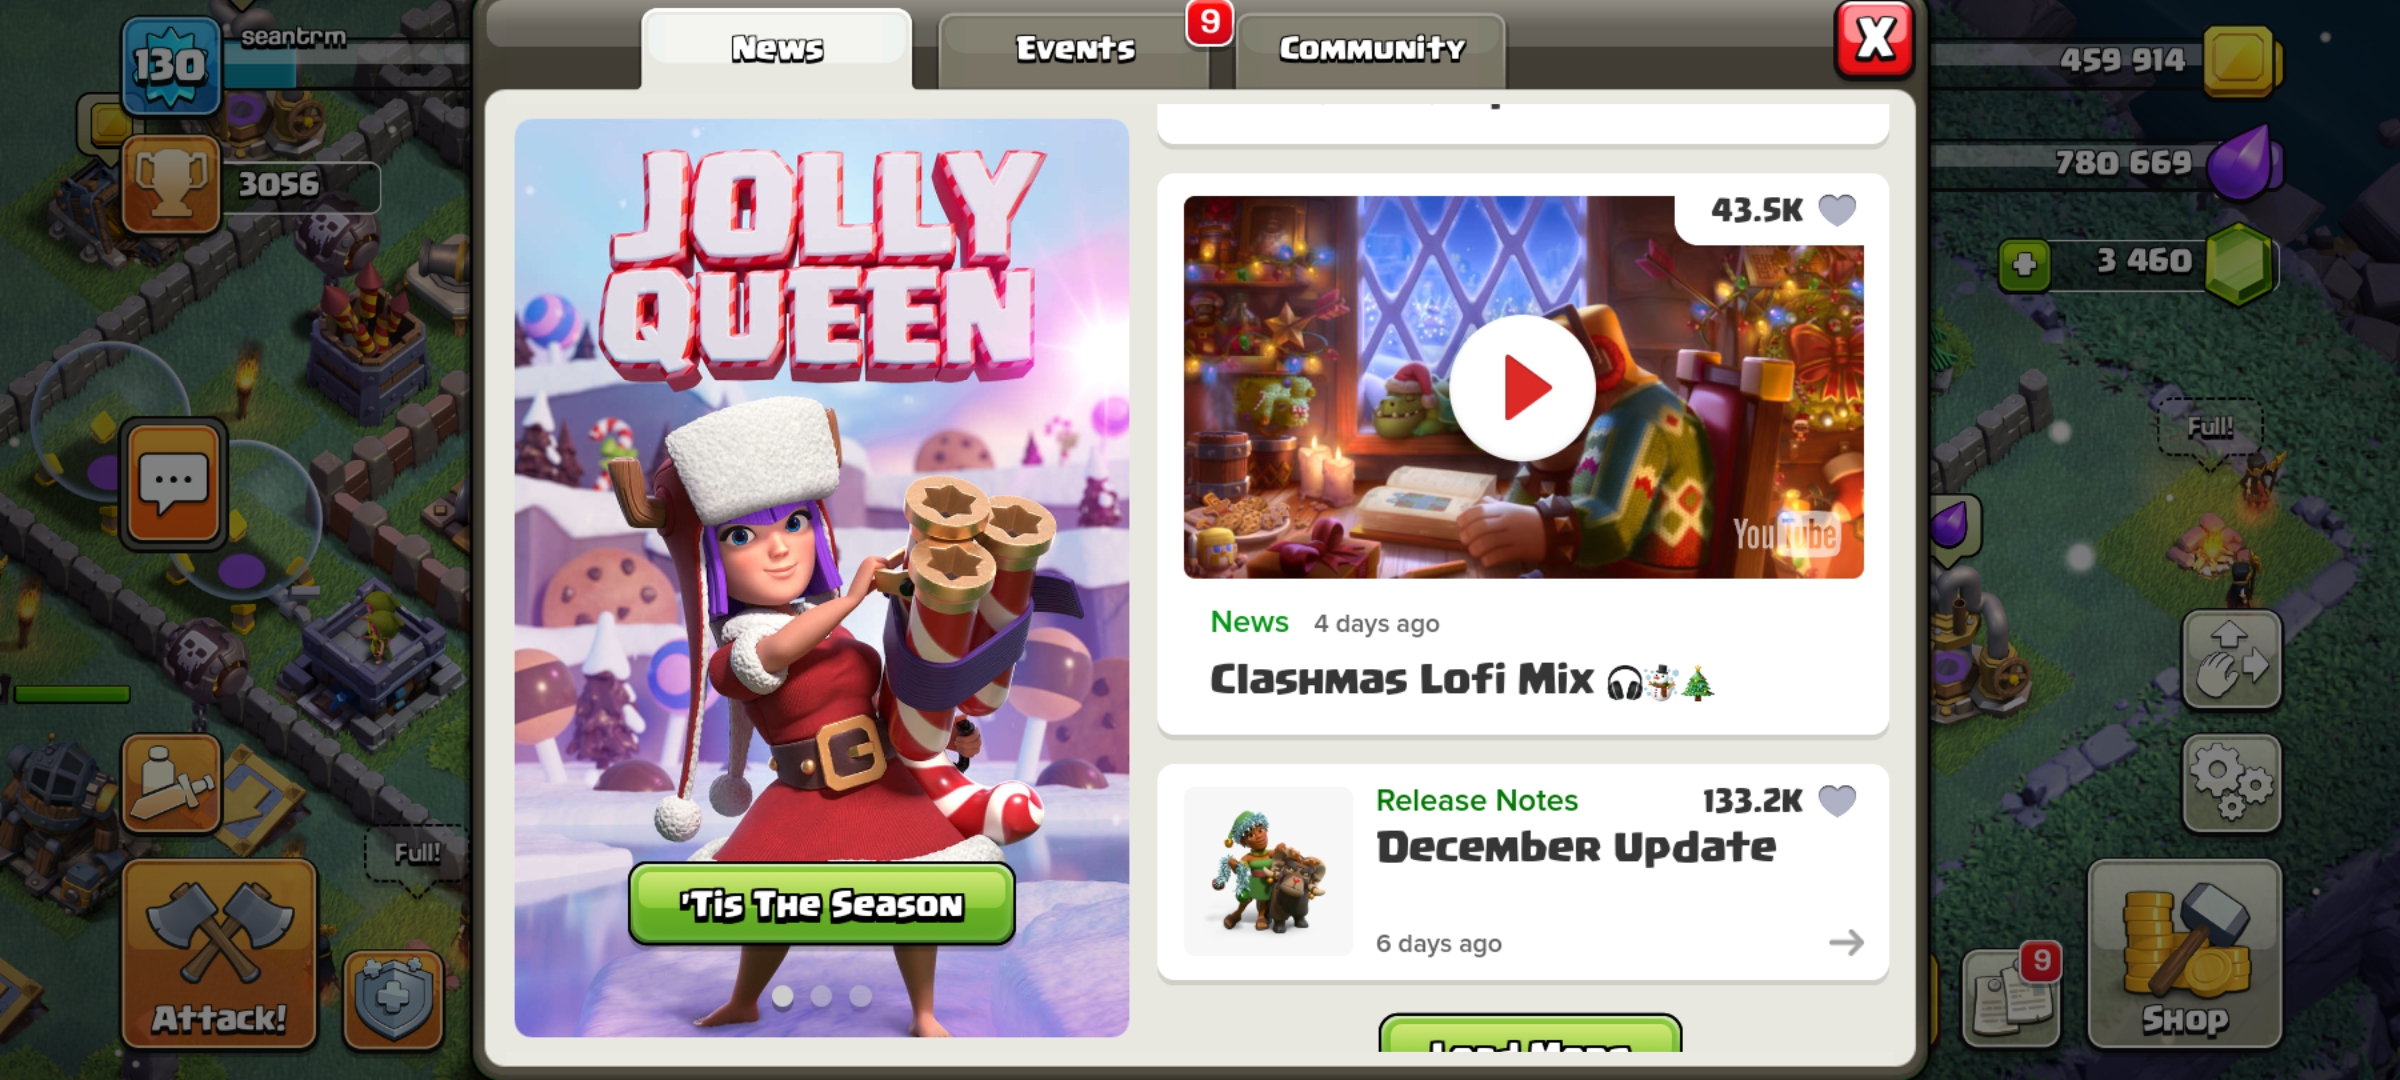 130
seantrm
3056
News
Events
9
Community
X
459 914
780 669
3 460
JOLLY
QUEEN
'Tis The Season
43.5K
YouTube
News 4 days ago
Clashmas Lofi Mix 🎧☃️🎄
Release Notes 133.2K
December Update
6 days ago
Load More
Full!
Full!
Attack!
9
Shop